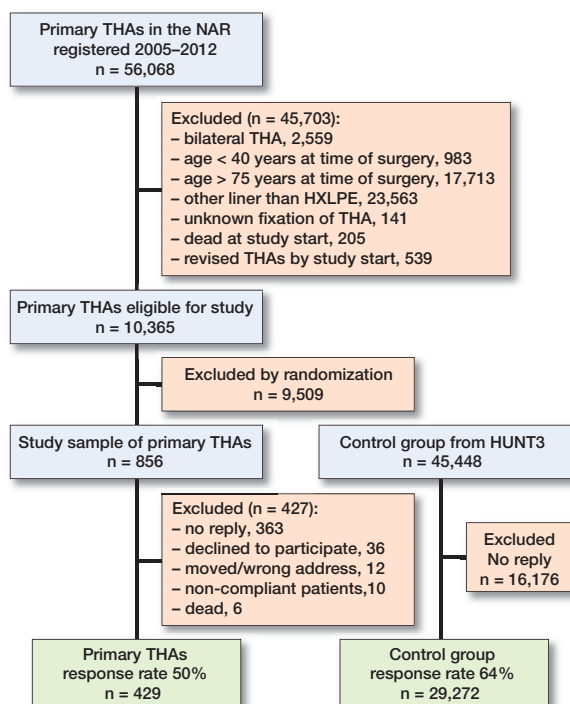 Primary THAs in the NAR
registered 2005–2012
n = 56,068
Excluded (n = 45,703):
– bilateral THA, 2,559
– age < 40 years at time of surgery, 983
– age > 75 years at time of surgery, 17,713
– other liner than HXLPE, 23,563
– unknown fixation of THA, 141
– dead at study start, 205
– revised THAs by study start, 539
Primary THAs eligible for study
n = 10,365
Excluded by randomization
n = 9,509
Study sample of primary THAs
n = 856
Control group from HUNT3
n = 45,448
Excluded (n = 427):
– no reply, 363
– declined to participate, 36
– moved/wrong address, 12
– non-compliant patients,10
– dead, 6
Excluded
No reply
n = 16,176
Primary THAs
response rate 50%
n = 429
Control group
response rate 64%
n = 29,272